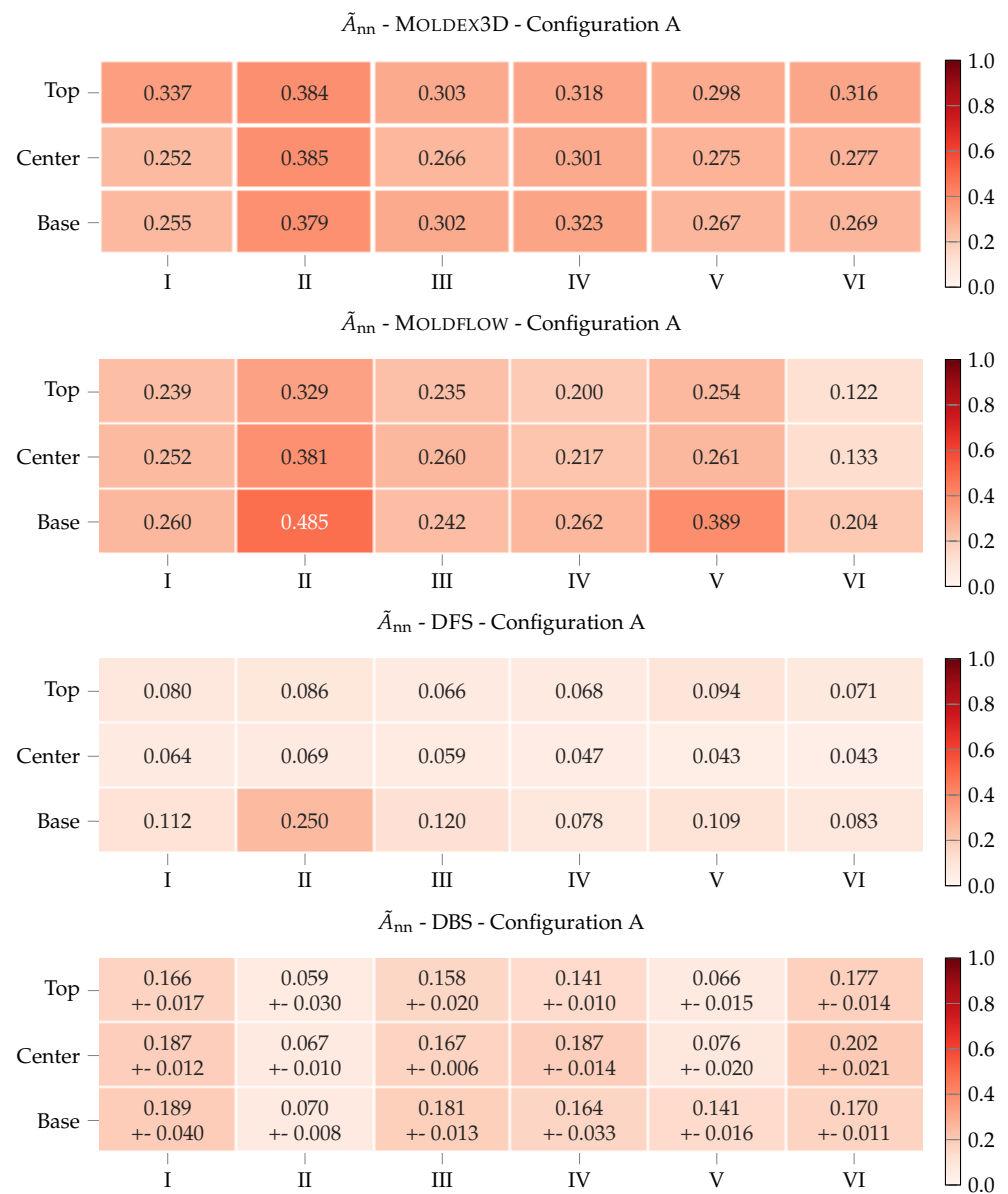 Ãnn - MOLDEX3D - Configuration A
Top 0.337 0.384 0.303 0.318 0.298 0.316
Center 0.252 0.385 0.266 0.301 0.275 0.277
Base 0.255 0.379 0.302 0.323 0.267 0.269
I II III IV V VI
1.0
0.8
0.6
0.4
0.2
0.0
Ãnn - MOLDFLOW - Configuration A
Top 0.239 0.329 0.235 0.200 0.254 0.122
Center 0.252 0.381 0.260 0.217 0.261 0.133
Base 0.260 0.485 0.242 0.262 0.389 0.204
I II III IV V VI
1.0
0.8
0.6
0.4
0.2
0.0
Ãnn - DFS - Configuration A
Top 0.080 0.086 0.066 0.068 0.094 0.071
Center 0.064 0.069 0.059 0.047 0.043 0.043
Base 0.112 0.250 0.120 0.078 0.109 0.083
I II III IV V VI
1.0
0.8
0.6
0.4
0.2
0.0
Ãnn - DBS - Configuration A
Top
0.166 0.059 0.158 0.141 0.066 0.177
+- 0.017 +- 0.030 +- 0.020 +- 0.010 +- 0.015 +- 0.014
Center
0.187 0.067 0.167 0.187 0.076 0.202
+- 0.012 +- 0.010 +- 0.006 +- 0.014 +- 0.020 +- 0.021
Base
0.189 0.070 0.181 0.164 0.141 0.170
+- 0.040 +- 0.008 +- 0.013 +- 0.033 +- 0.016 +- 0.011
I II III IV V VI
1.0
0.8
0.6
0.4
0.2
0.0